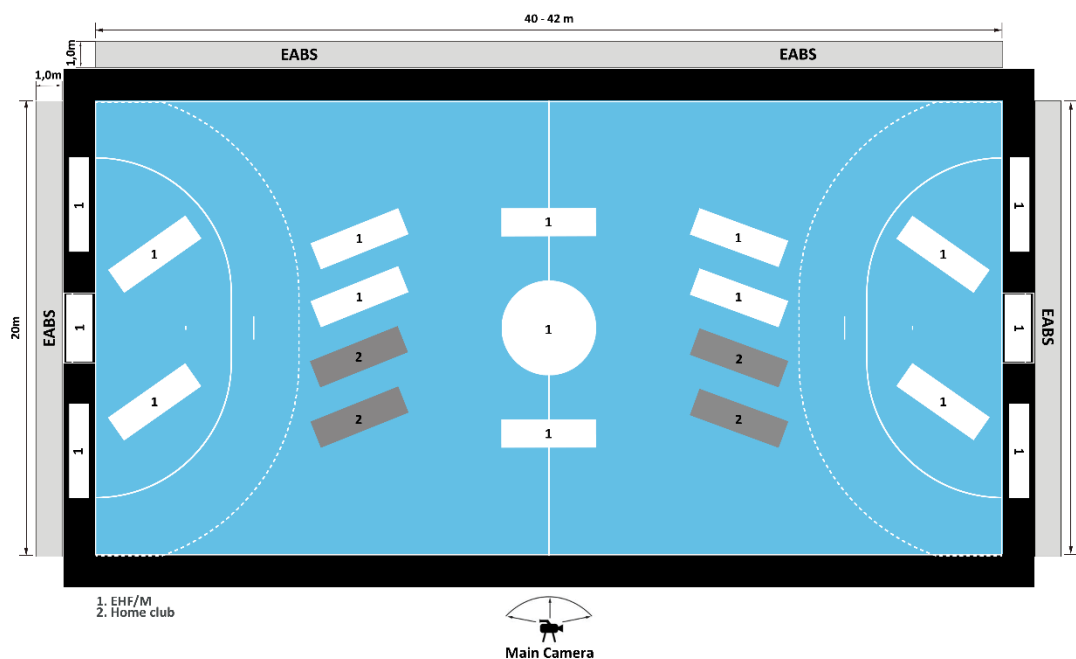 40 - 42 m
1,0m
EABS EABS
1,0m
1 1
1 1
1 1 1 1
1 1
EABS 1 1 1 EABS
20m
2 2
1 1
2 2
1 1
1
1
1. EHF/M
2. Home club
Main Camera